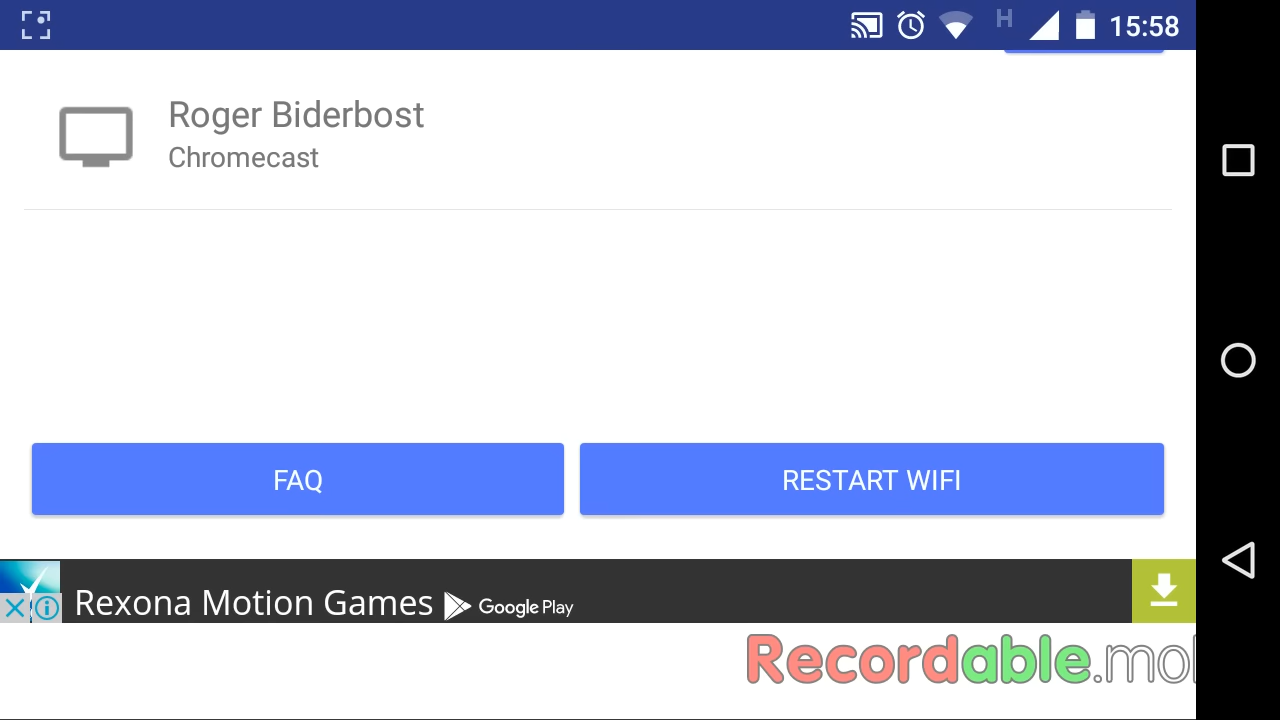 H 15:58
Roger Biderbost
Chromecast
FAQ
RESTART WIFI
Rexona Motion Games Google Play
Recordable.mo